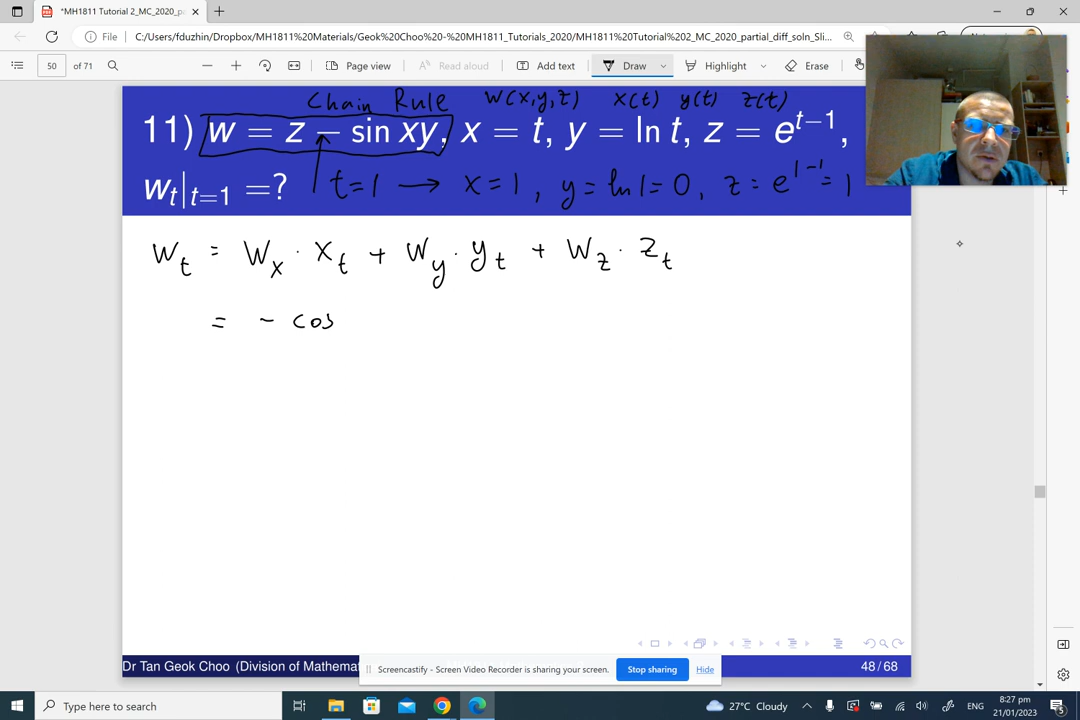 *MH1811 Tutorial 2_MC_2020_pa
File C:/Users/fduzhin/Dropbox/MH1811%20Materials/Geok%20Choo%20-%20MH1811_Tutorials_2020/MH1811%20Tutorial%202_MC_2020_partial_diff_soln_Sli...
50 of 71 Page view Read aloud Add text Draw Highlight Erase
Chain Rule w(x,y,z) x(t) y(t) z(t)
11) w = z − sin xy, x = t, y = ln t, z = e^{t−1},
w_t|_{t=1} =? t=1 → x=1, y=ln1=0, z=e^{1-1}=1
W_t = W_x · x_t + W_y · y_t + W_z · z_t
= - cos
Dr Tan Geok Choo (Division of Mathema
48 / 68
Screencastify - Screen Video Recorder is sharing your screen. Stop sharing Hide
Type here to search
27°C Cloudy
ENG
8:27 pm
21/01/2023
5